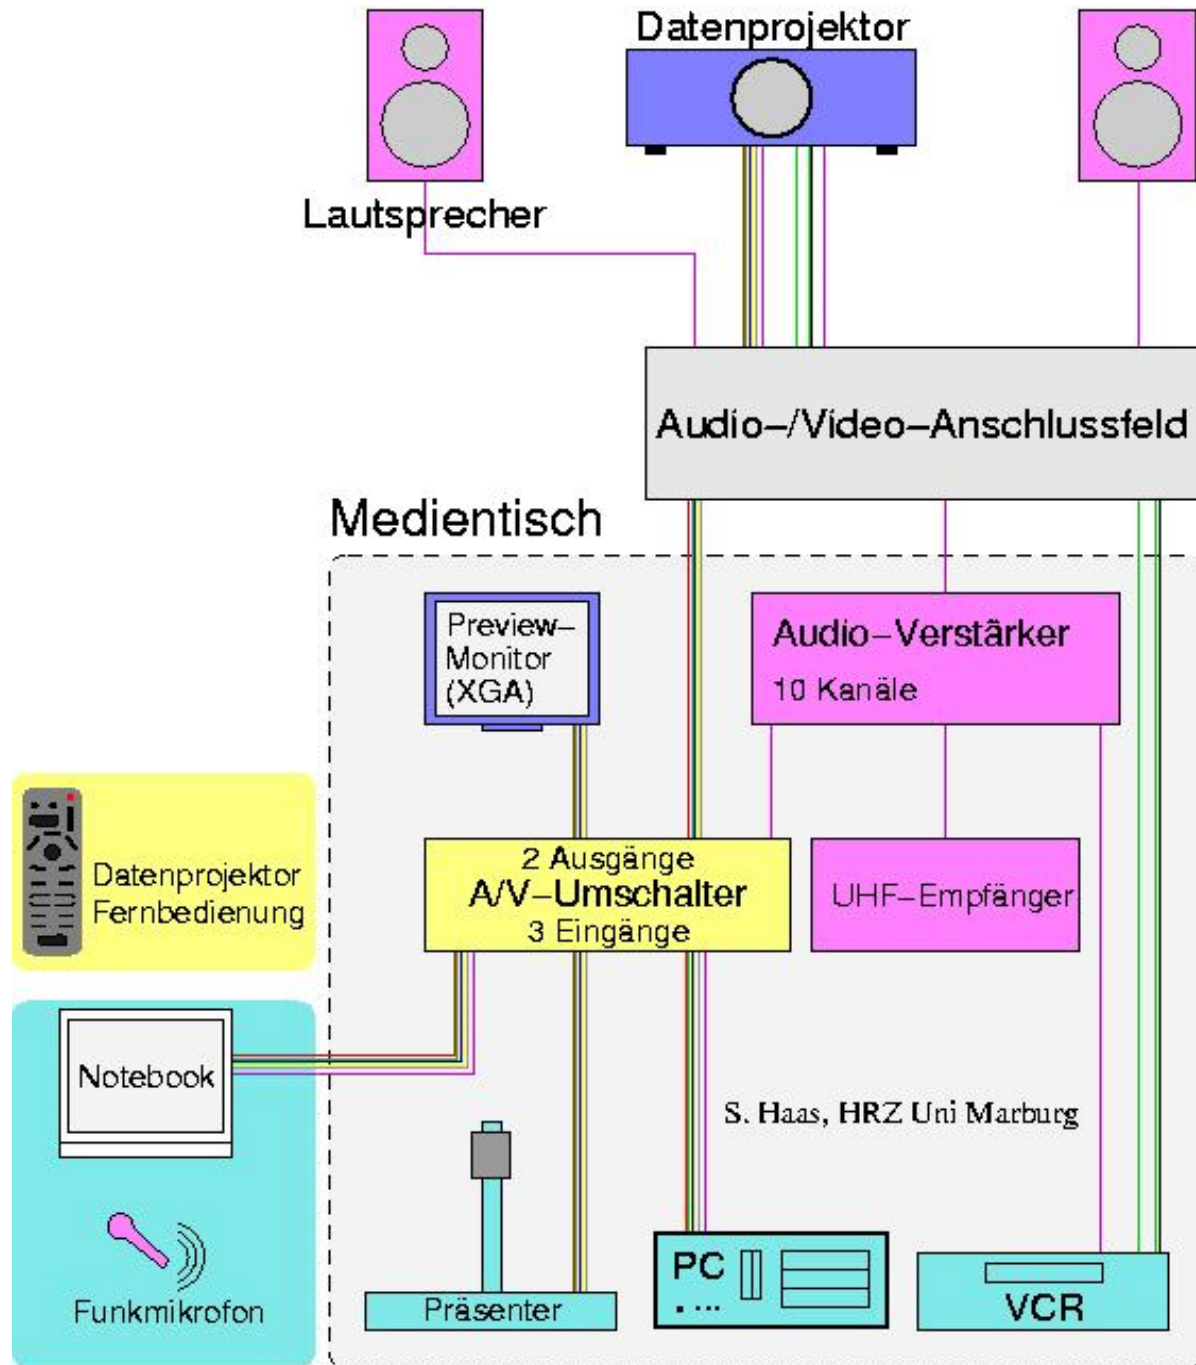 Datenprojektor
Lautsprecher
Audio-/Video-Anschlussfeld
Medientisch
Preview-
Monitor
(XGA)
Audio-Verstärker
10 Kanäle
Datenprojektor
Fernbedienung
2 Ausgänge
A/V-Umschalter
3 Eingänge
UHF-Empfänger
Notebook
S. Haas, HRZ Uni Marburg
Funkmikrofon
Präsenter
PC
VCR